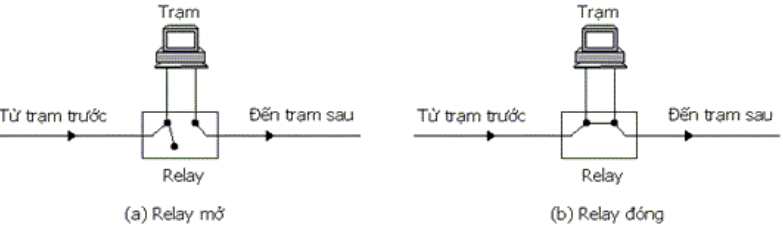 Trạm
Từ trạm trước
Đến trạm sau
Relay
(a) Relay mở
Trạm
Từ trạm trước
Đến trạm sau
Relay
(b) Relay đóng